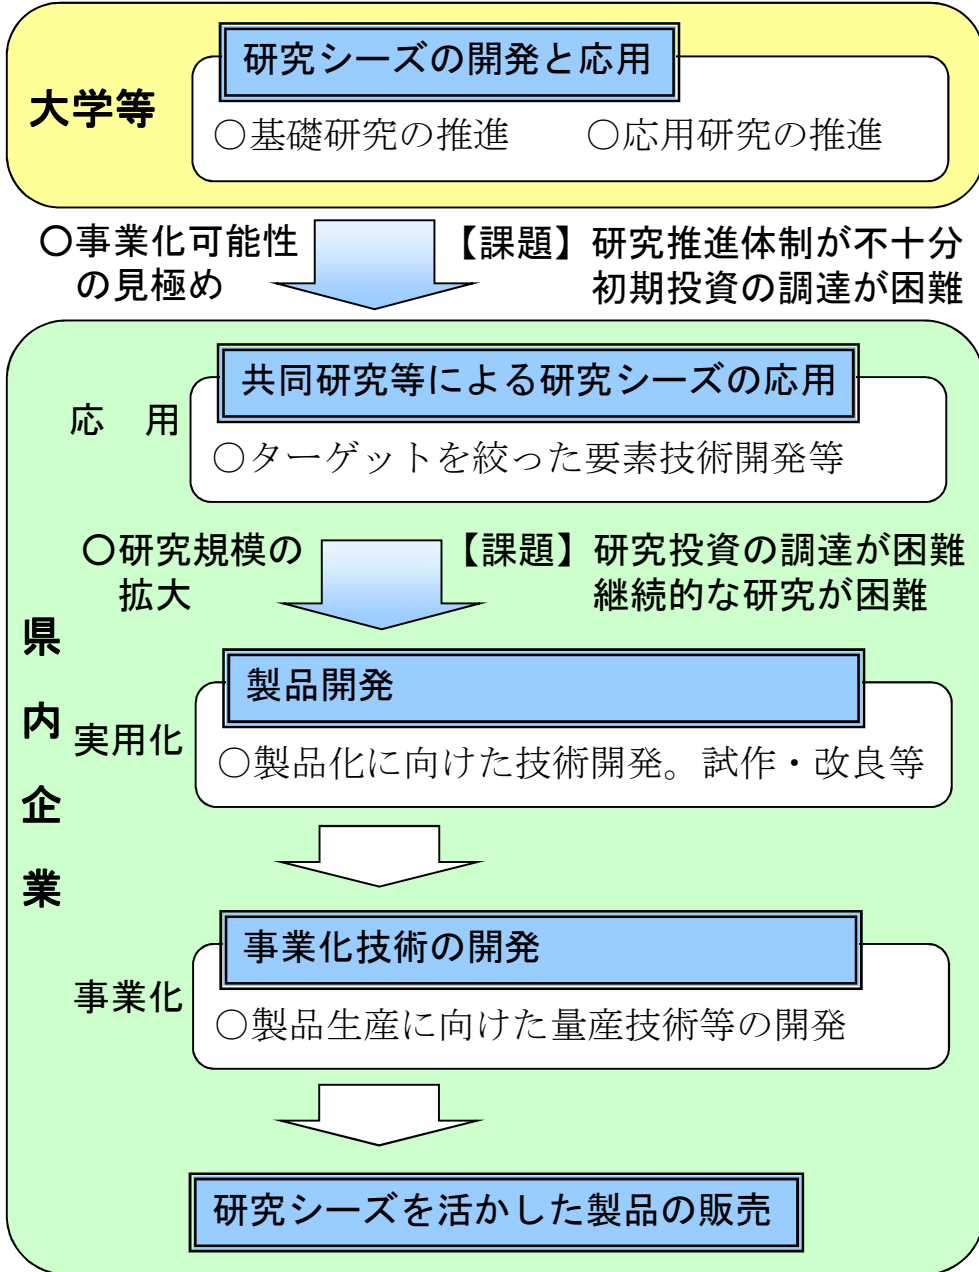 研究シーズの開発と応用
大学等
○基礎研究の推進　○応用研究の推進
○事業化可能性
の見極め
【課題】研究推進体制が不十分
初期投資の調達が困難
県内企業
共同研究等による研究シーズの応用
応　用
○ターゲットを絞った要素技術開発等
○研究規模の
拡大
【課題】研究投資の調達が困難
継続的な研究が困難
製品開発
実用化
○製品化に向けた技術開発。試作・改良等
事業化技術の開発
事業化
○製品生産に向けた量産技術等の開発
研究シーズを活かした製品の販売